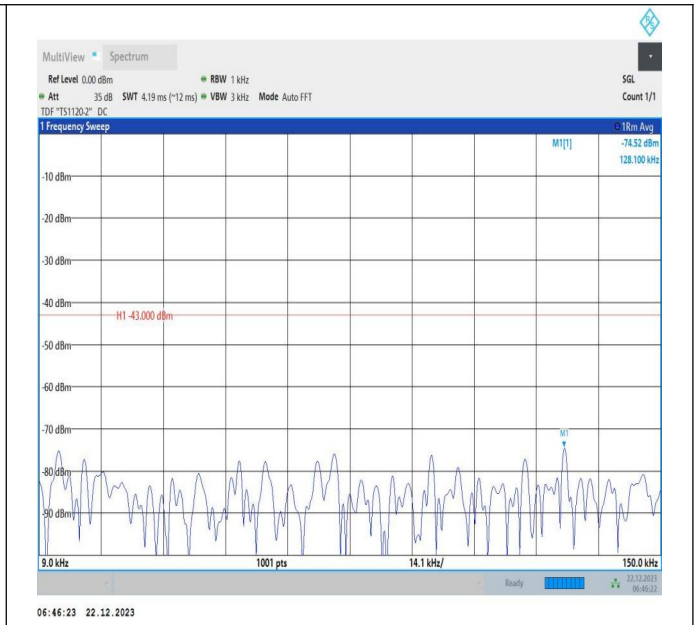 MultiView Spectrum
Ref Level 0.00 dBm RBW 1 kHz SGL
Att 35 dB SWT 4.19 ms (~12 ms) VBW 3 kHz Mode Auto FFT Count 1/1
TDF "TS1120-2" DC
1 Frequency Sweep 1Rm Avg
M1[1] -74.52 dBm
128.100 kHz
-10 dBm
-20 dBm
-30 dBm
-40 dBm
H1 -43.000 dBm
-50 dBm
-60 dBm
-70 dBm
M1
-80 dBm
-90 dBm
9.0 kHz 1001 pts 14.1 kHz/ 150.0 kHz
Ready 22.12.2023
06:46:22
06:46:23 22.12.2023